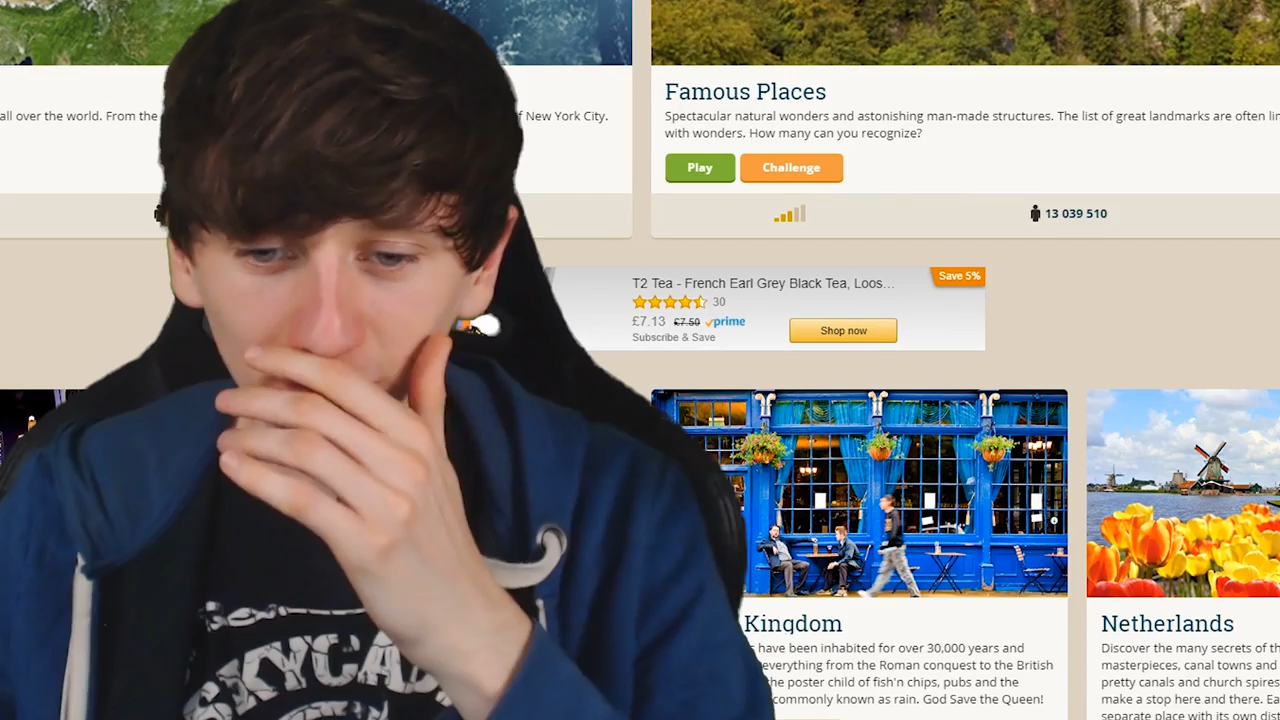 all over the world. From the
f New York City.
Famous Places
Spectacular natural wonders and astonishing man-made structures. The list of great landmarks are often
with wonders. How many can you recognize?
Play
Challenge
13 039 510
T2 Tea - French Earl Grey Black Tea, Loos...
Save 5%
30
£7.13 £7.50 prime
Subscribe & Save
Shop now
Kingdom
have been inhabited for over 30,000 years and
everything from the Roman conquest to the British
he poster child of fish'n chips, pubs and the
commonly known as rain. God Save the Queen!
Netherlands
Discover the many secrets of
masterpieces, canal towns and
pretty canals and church spires
make a stop here and there.
separate place with its own